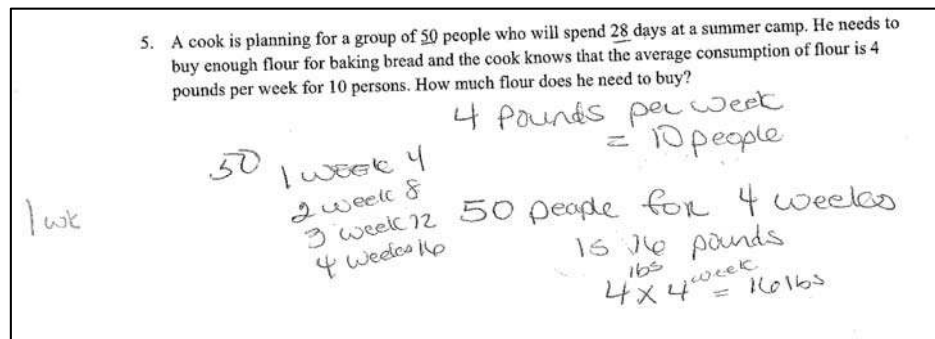 5. A cook is planning for a group of 50 people who will spend 28 days at a summer camp. He needs to
buy enough flour for baking bread and the cook knows that the average consumption of flour is 4
pounds per week for 10 persons. How much flour does he need to buy?
4 pounds per week
= 10 people
50
1 week 4
2 week 8
3 week 12
4 weeks 16
1 wk
50 people for 4 weeks
is 16 pounds
lbs week
4 x 4 = 16 lbs